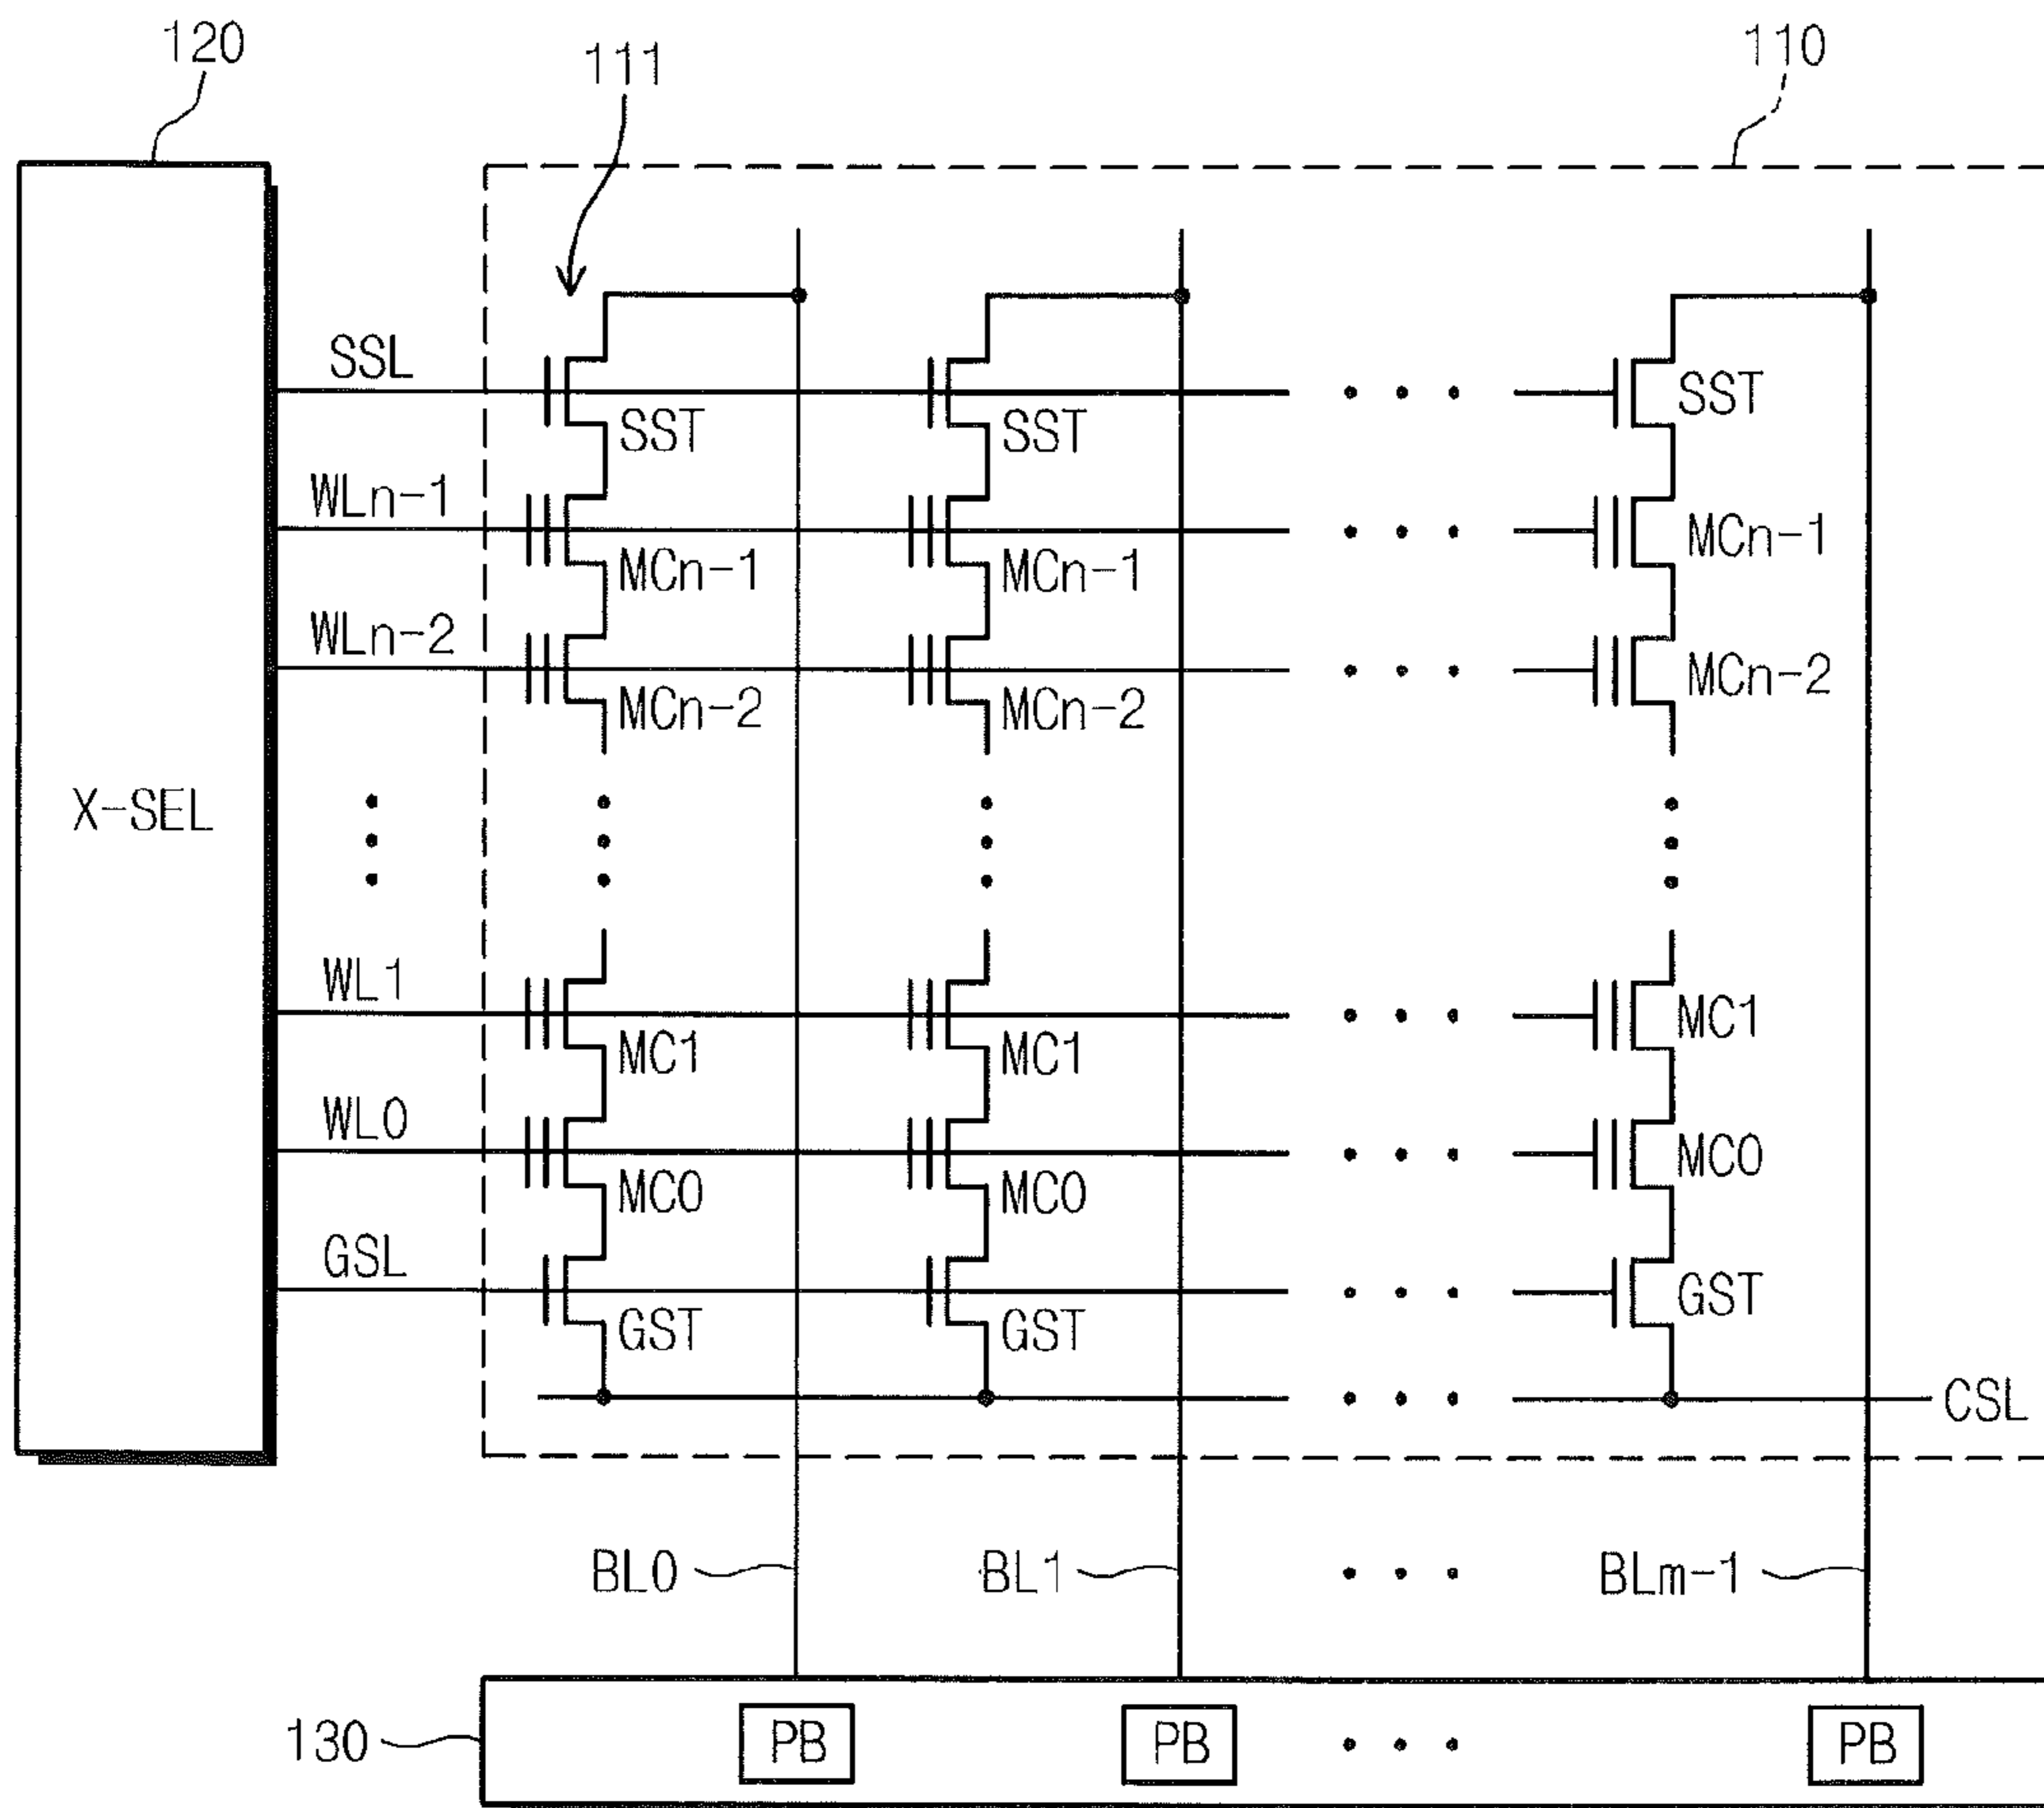 120
111
110
SSL
SST
SST
SST
WLn-1
MCn-1
MCn-1
MCn-1
WLn-2
MCn-2
MCn-2
MCn-2
X-SEL
WL1
MC1
MC1
MC1
WL0
MC0
MC0
MC0
GSL
GST
GST
GST
CSL
BL0
BL1
BLm-1
130
PB
PB
PB